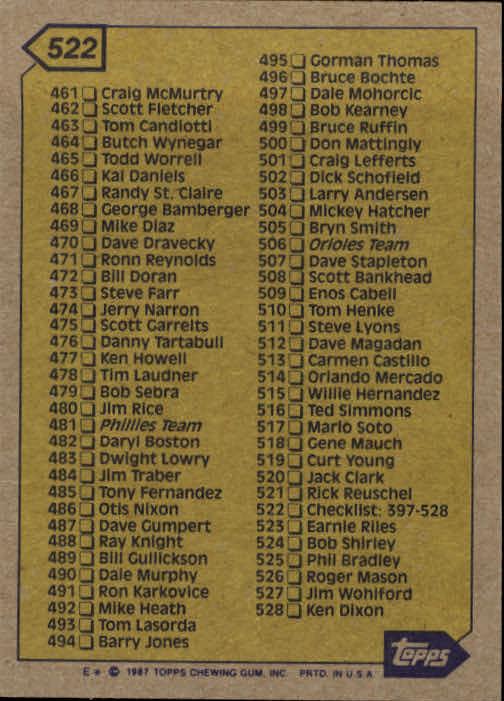 522
461 Craig McMurtry
462 Scott Fletcher
463 Tom Candiotti
464 Butch Wynegar
465 Todd Worrell
466 Kal Daniels
467 Randy St. Claire
468 George Bamberger
469 Mike Diaz
470 Dave Dravecky
471 Ronn Reynolds
472 Bill Doran
473 Steve Farr
474 Jerry Narron
475 Scott Garrelts
476 Danny Tartabull
477 Ken Howell
478 Tim Laudner
479 Bob Sebra
480 Jim Rice
481 Phillies Team
482 Daryl Boston
483 Dwight Lowry
484 Jim Traber
485 Tony Fernandez
486 Otis Nixon
487 Dave Gumpert
488 Ray Knight
489 Bill Gullickson
490 Dale Murphy
491 Ron Karkovice
492 Mike Heath
493 Tom Lasorda
494 Barry Jones
495 Gorman Thomas
496 Bruce Bochte
497 Dale Mohorcic
498 Bob Kearney
499 Bruce Ruffin
500 Don Mattingly
501 Craig Lefferts
502 Dick Schofield
503 Larry Andersen
504 Mickey Hatcher
505 Bryn Smith
506 Orioles Team
507 Dave Stapleton
508 Scott Bankhead
509 Enos Cabell
510 Tom Henke
511 Steve Lyons
512 Dave Magadan
513 Carmen Castillo
514 Orlando Mercado
515 Willie Hernandez
516 Ted Simmons
517 Mario Soto
518 Gene Mauch
519 Curt Young
520 Jack Clark
521 Rick Reuschel
522 Checklist: 397-528
523 Earnie Riles
524 Bob Shirley
525 Phil Bradley
526 Roger Mason
527 Jim Wohlford
528 Ken Dixon
topps
E * © 1987 TOPPS CHEWING GUM, INC. PRTD. IN U.S.A.